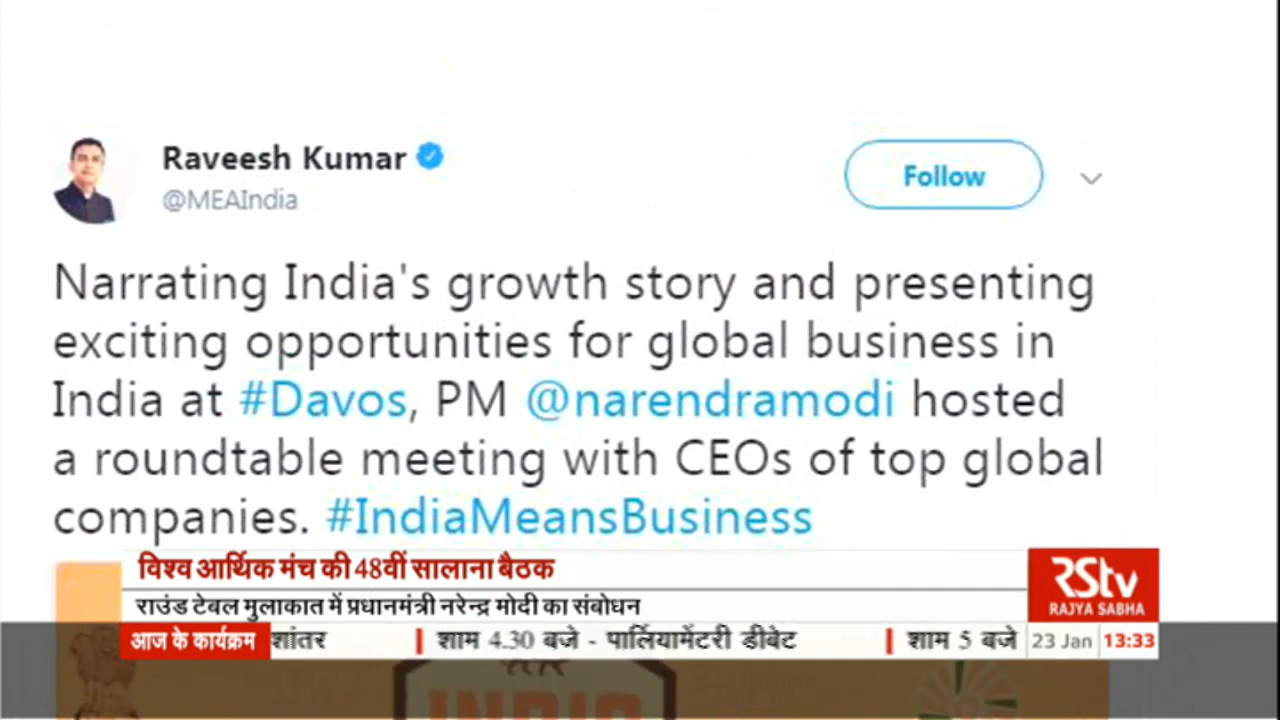 Raveesh Kumar
@MEAIndia
Follow
Narrating India's growth story and presenting
exciting opportunities for global business in
India at #Davos, PM @narendramodi hosted
a roundtable meeting with CEOs of top global
companies. #IndiaMeansBusiness
विश्व आर्थिक मंच की 48वीं सालाना बैठक
राउंड टेबल मुलाकात में प्रधानमंत्री नरेन्द्र मोदी का संबोधन
RStv
RAJYA SABHA
आज के कार्यक्रम शांतर | शाम 4.30 बजे - पार्लियामेंटरी डीबेट | शाम 5 बजे 23 Jan 13:33
INDIA